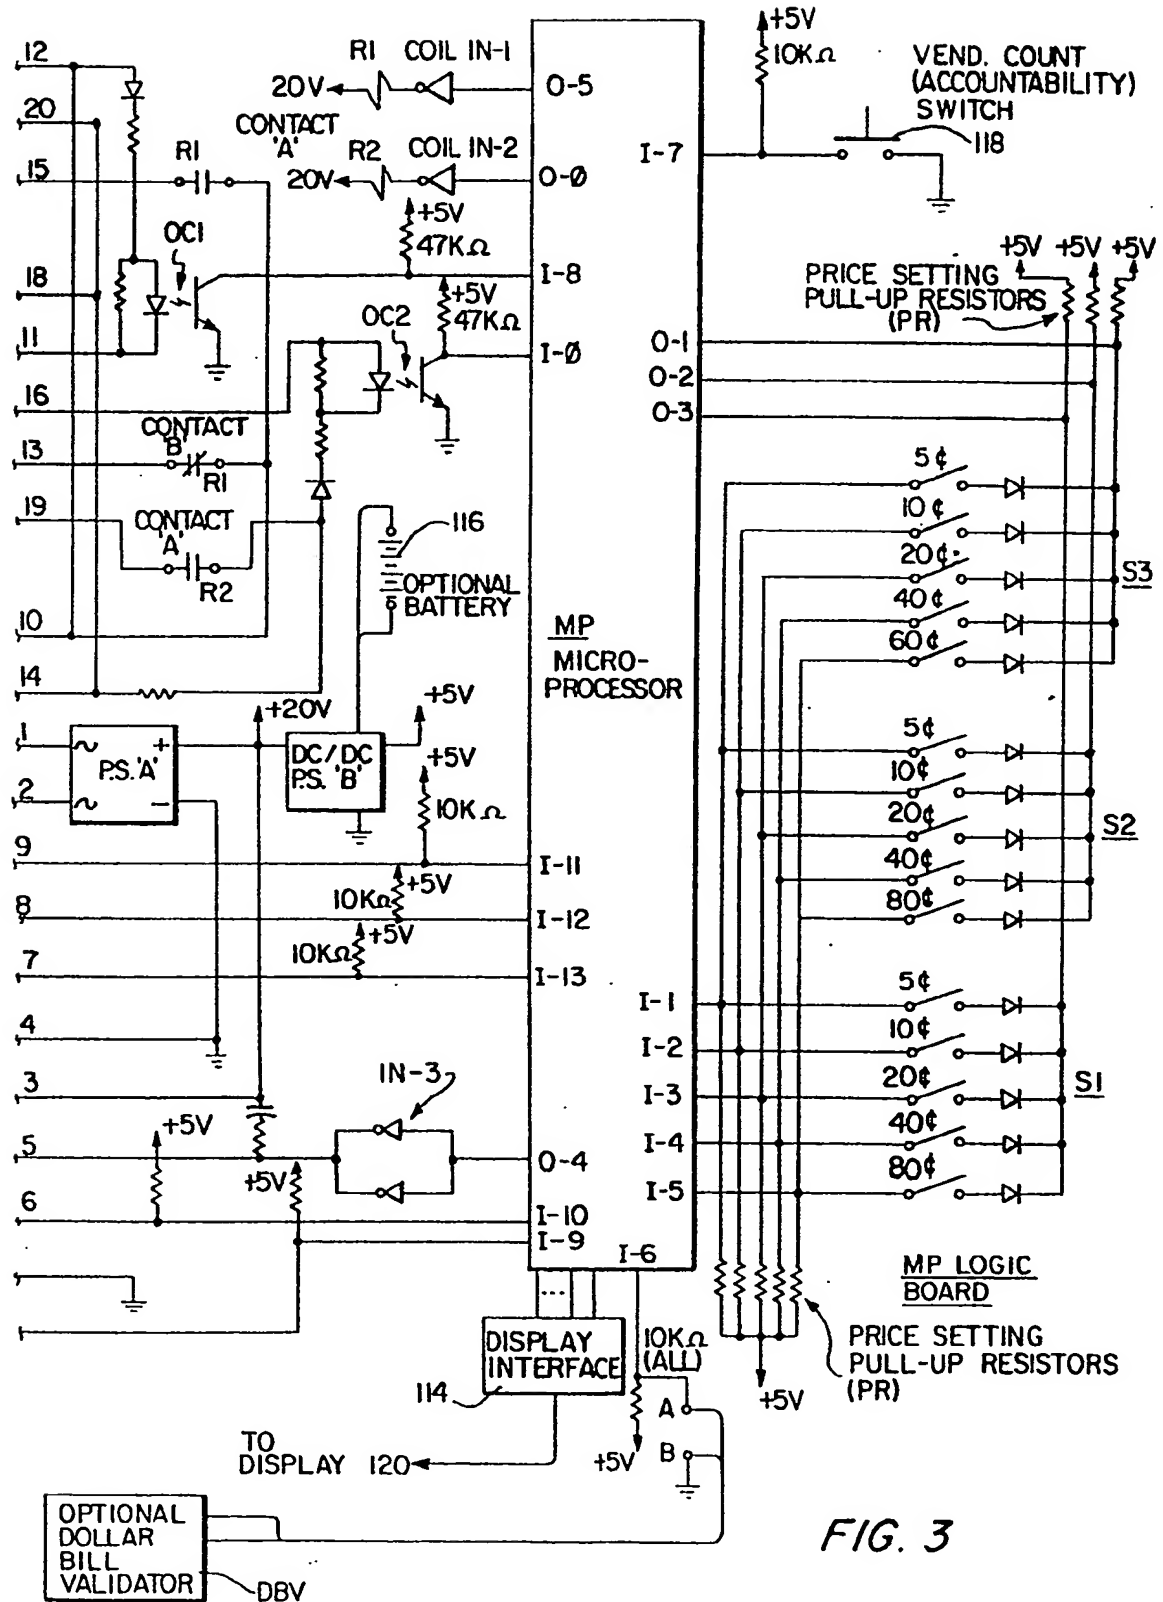 12
20
15
18
11
16
13
19
10
14
1
2
9
8
7
4
3
5
6
R1 COIL IN-1
20V
CONTACT
'A'
R2 COIL IN-2
20V
R1
+5V
47KΩ
OC1
+5V
47KΩ
OC2
CONTACT
'B'
R1
CONTACT
'A'
R2
116
OPTIONAL
BATTERY
+20V
P.S. 'A'
+
−
DC/DC
P.S. 'B'
+5V
+5V
10KΩ
+5V
10KΩ
+5V
10KΩ
IN-3
+5V
+5V
O-5
O-Ø
I-8
I-Ø
MP
MICRO-
PROCESSOR
I-11
I-12
I-13
O-4
I-10
I-9
I-6
I-7
O-1
O-2
O-3
I-1
I-2
I-3
I-4
I-5
+5V
10KΩ
VEND. COUNT
(ACCOUNTABILITY)
SWITCH
118
+5V +5V +5V
PRICE SETTING
PULL-UP RESISTORS
(PR)
5¢
10¢
20¢
40¢
60¢
S3
5¢
10¢
20¢
40¢
80¢
S2
5¢
10¢
20¢
40¢
80¢
S1
MP LOGIC
BOARD
PRICE SETTING
PULL-UP RESISTORS
(PR)
+5V
...
DISPLAY
INTERFACE
114
10KΩ
(ALL)
A
B
+5V
TO
DISPLAY 120
OPTIONAL
DOLLAR
BILL
VALIDATOR
DBV
FIG. 3